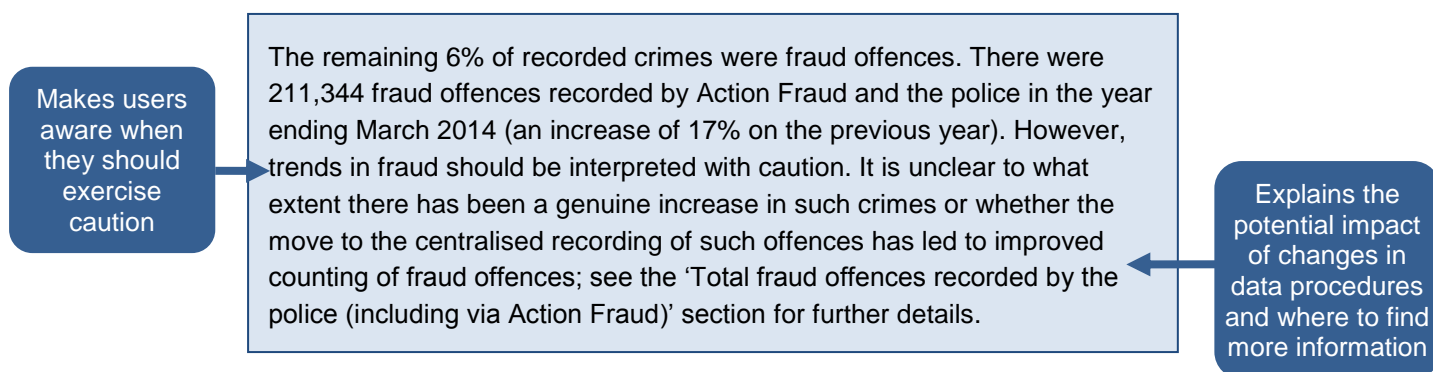 Makes users
aware when
they should
exercise
caution
The remaining 6% of recorded crimes were fraud offences. There were
211,344 fraud offences recorded by Action Fraud and the police in the year
ending March 2014 (an increase of 17% on the previous year). However,
trends in fraud should be interpreted with caution. It is unclear to what
extent there has been a genuine increase in such crimes or whether the
move to the centralised recording of such offences has led to improved
counting of fraud offences; see the ‘Total fraud offences recorded by the
police (including via Action Fraud)’ section for further details.
Explains the
potential impact
of changes in
data procedures
and where to find
more information